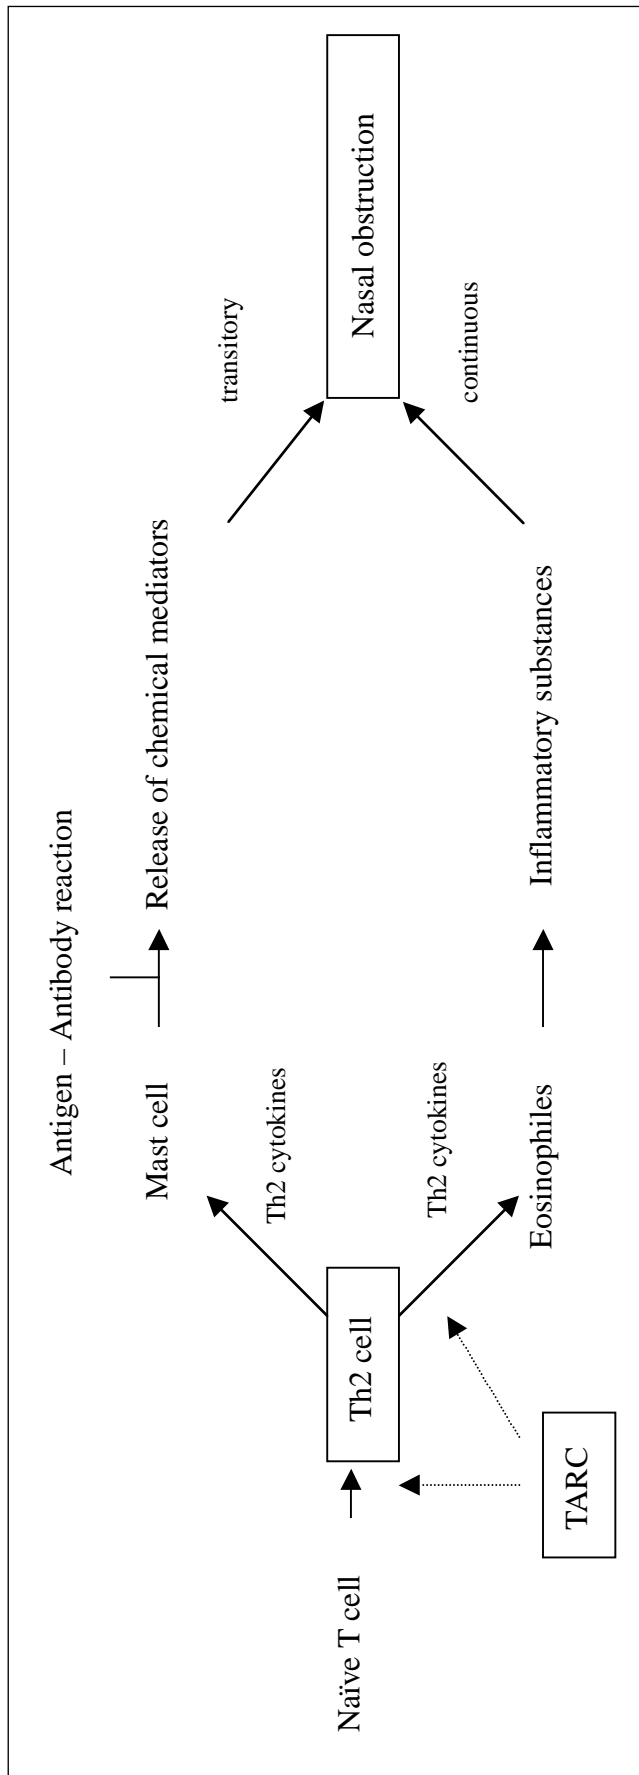 Antigen – Antibody reaction
Mast cell
Release of chemical mediators
transitory
Th2 cytokines
Naïve T cell
Th2 cell
Nasal obstruction
Th2 cytokines
continuous
TARC
Eosinophiles
Inflammatory substances